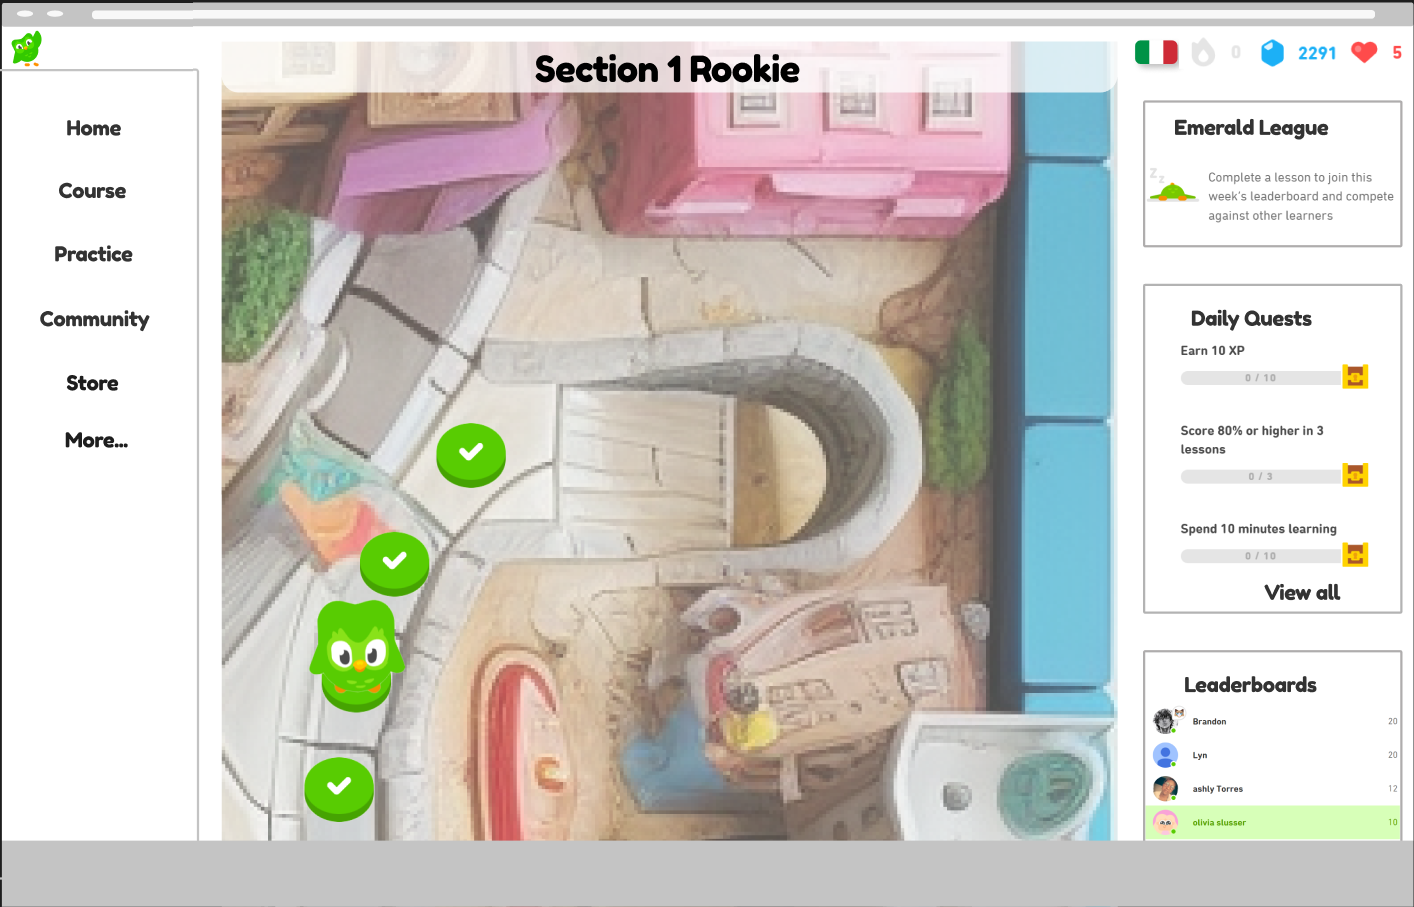 Section 1 Rookie
0
2291
5
Home
Course
Practice
Community
Store
More...
Emerald League
Z
z
Complete a lesson to join this
week's leaderboard and compete
against other learners
Daily Quests
Earn 10 XP
0 / 10
Score 80% or higher in 3
lessons
0 / 3
Spend 10 minutes learning
0 / 10
View all
Leaderboards
Brandon 20
Lyn 20
ashly Torres 12
olivia slusser 10